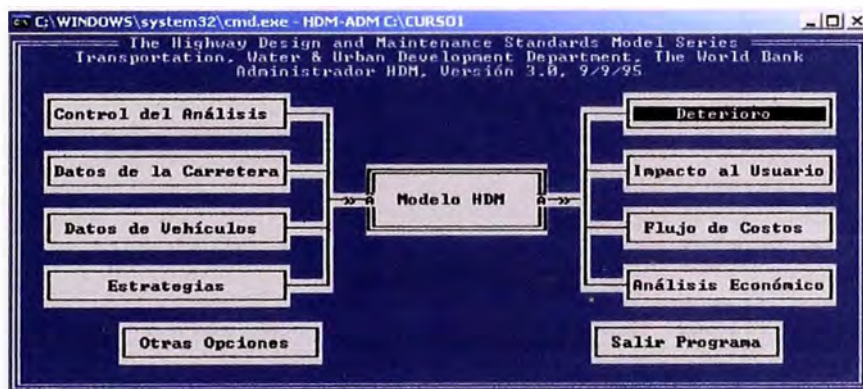 C:\WINDOWS\system32\cmd.exe - HDM-ADM C:\CURSO1
The Highway Design and Maintenance Standards Model Series
Transportation, Water & Urban Development Department, The World Bank
Administrador HDM, Versión 3.0, 9/9/95
Control del Análisis
Datos de la Carretera
Datos de Vehículos
Estrategias
Modelo HDM
Deterioro
Impacto al Usuario
Flujo de Costos
Análisis Económico
Otras Opciones
Salir Programa